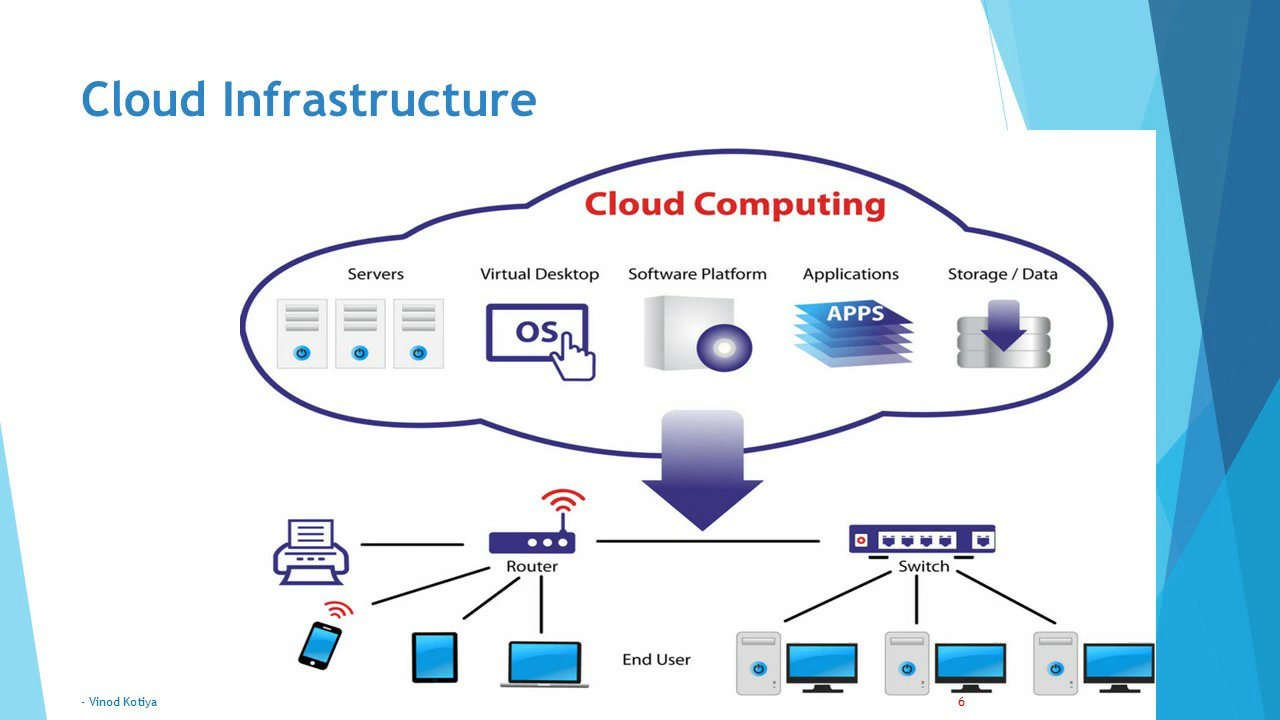 Cloud Infrastructure
Cloud Computing
Servers
Virtual Desktop
Software Platform
Applications
Storage / Data
OS
APPS
Router
Switch
End User
- Vinod Kotiya
6